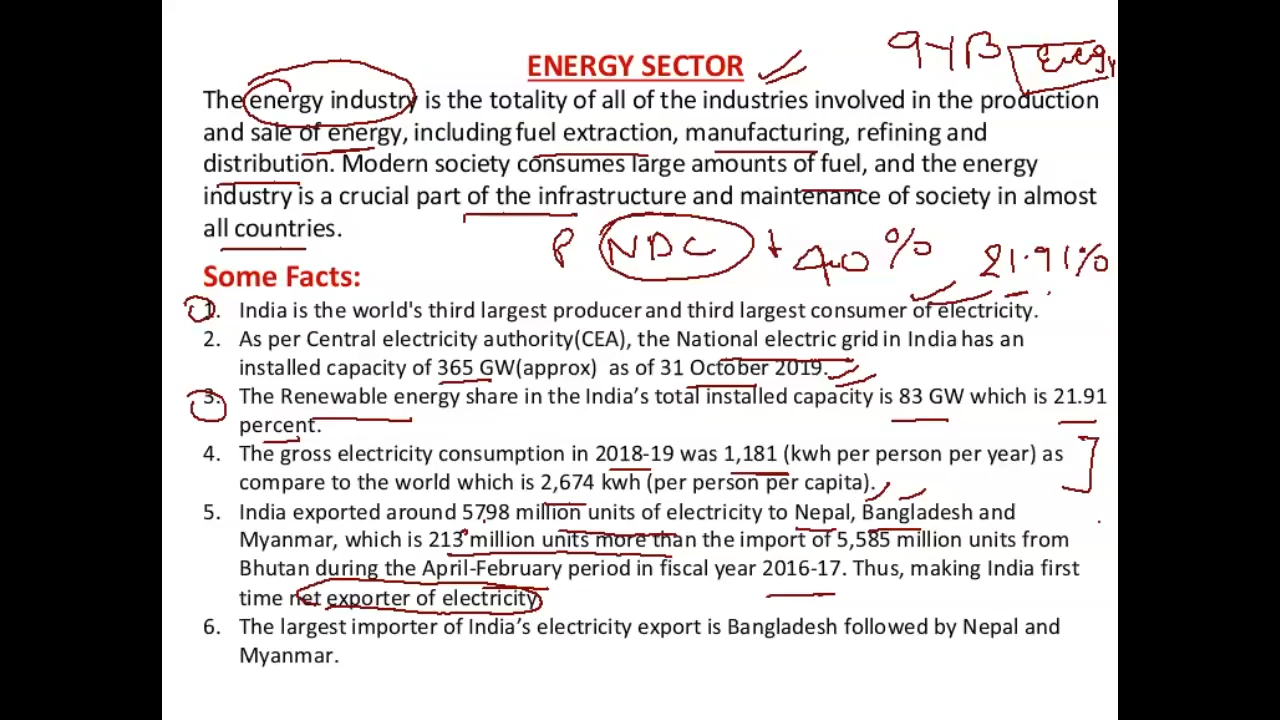 ENERGY SECTOR
Energy
The energy industry is the totality of all of the industries involved in the production
and sale of energy, including fuel extraction, manufacturing, refining and
distribution. Modern society consumes large amounts of fuel, and the energy
industry is a crucial part of the infrastructure and maintenance of society in almost
all countries.
NDC 40% 21.91%
Some Facts:
1. India is the world's third largest producer and third largest consumer of electricity.
2. As per Central electricity authority(CEA), the National electric grid in India has an
installed capacity of 365 GW(approx) as of 31 October 2019.
3. The Renewable energy share in the India's total installed capacity is 83 GW which is 21.91
percent.
4. The gross electricity consumption in 2018-19 was 1,181 (kwh per person per year) as
compare to the world which is 2,674 kwh (per person per capita).
5. India exported around 5798 million units of electricity to Nepal, Bangladesh and
Myanmar, which is 213 million units more than the import of 5,585 million units from
Bhutan during the April-February period in fiscal year 2016-17. Thus, making India first
time net exporter of electricity
6. The largest importer of India's electricity export is Bangladesh followed by Nepal and
Myanmar.